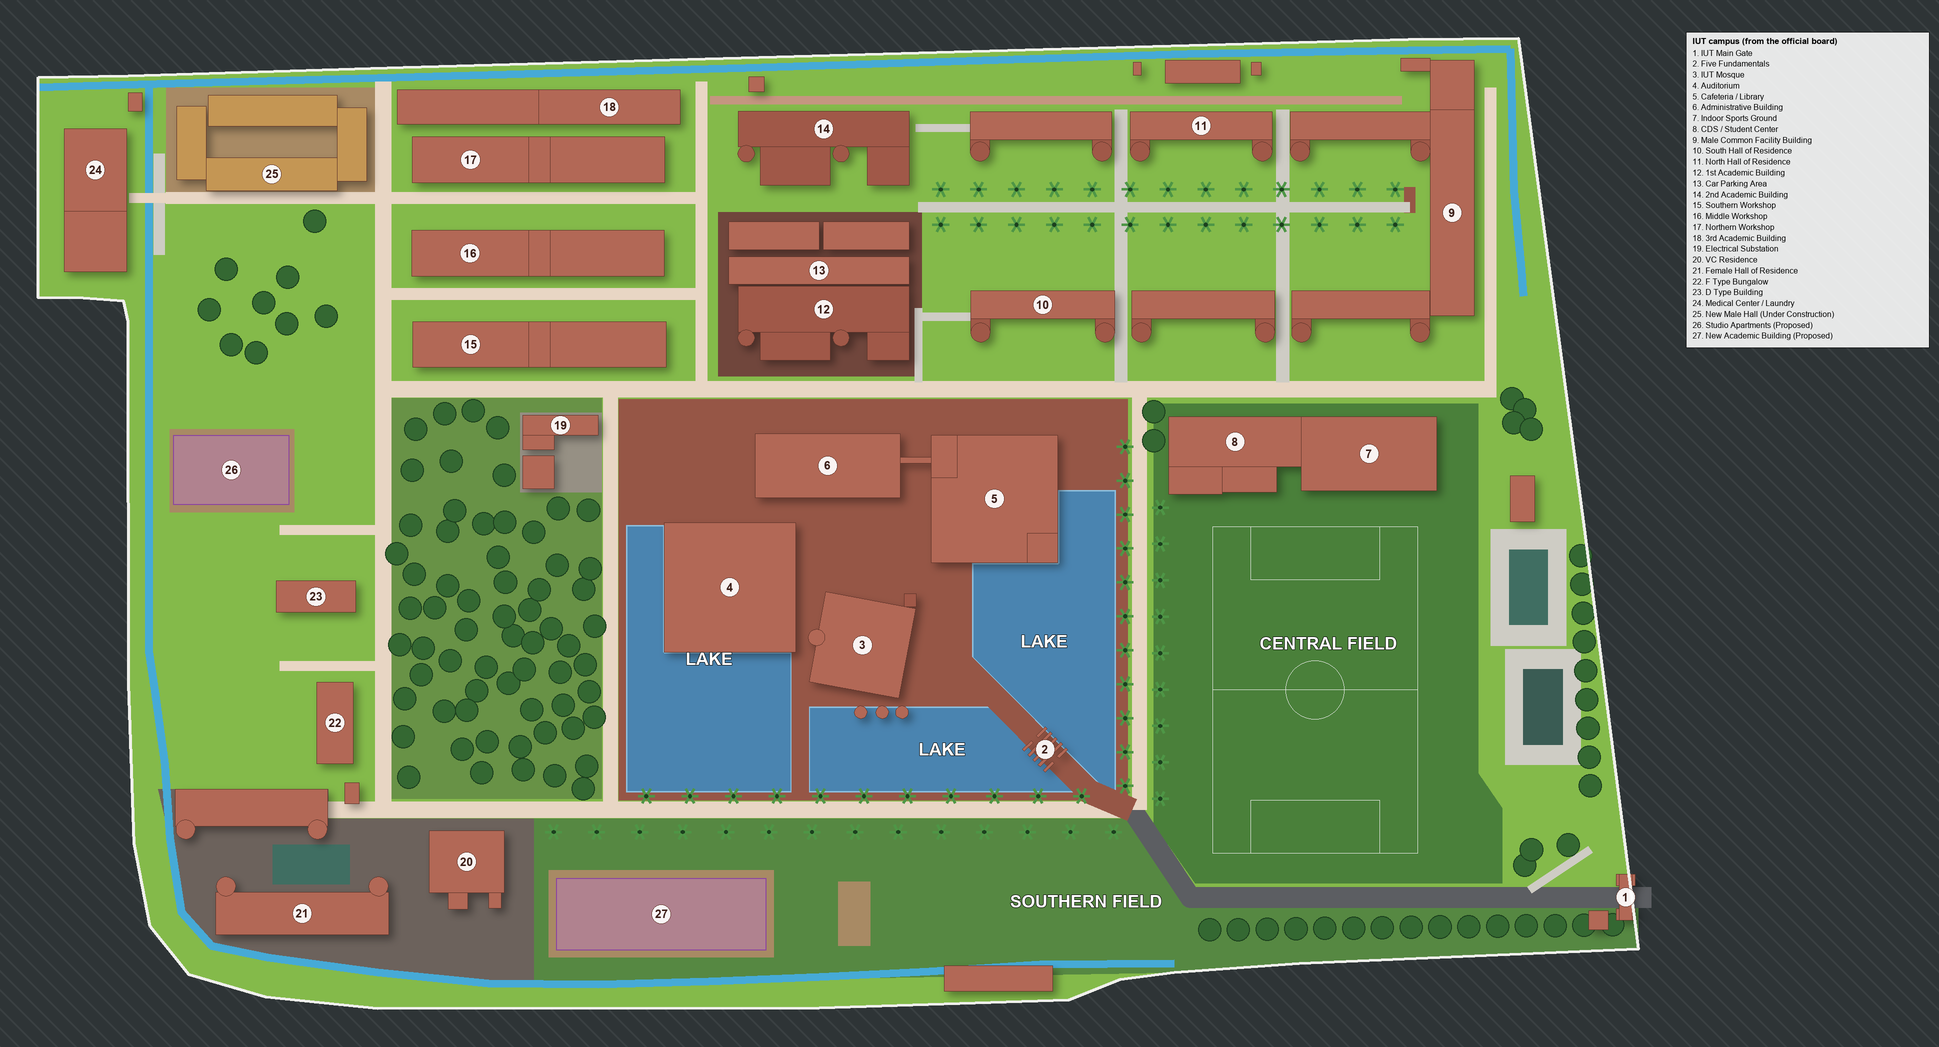 IUT campus (from the official board)
1. IUT Main Gate
2. Five Fundamentals
3. IUT Mosque
4. Auditorium
5. Cafeteria / Library
6. Administrative Building
7. Indoor Sports Ground
8. CDS / Student Center
9. Male Common Facility Building
10. South Hall of Residence
11. North Hall of Residence
12. 1st Academic Building
13. Car Parking Area
14. 2nd Academic Building
15. Southern Workshop
16. Middle Workshop
17. Northern Workshop
18. 3rd Academic Building
19. Electrical Substation
20. VC Residence
21. Female Hall of Residence
22. F Type Bungalow
23. D Type Building
24. Medical Center / Laundry
25. New Male Hall (Under Construction)
26. Studio Apartments (Proposed)
27. New Academic Building (Proposed)
18
14
11
17
24
25
9
16
13
10
12
15
19
8
7
6
26
5
4
23
LAKE
3
CENTRAL FIELD
LAKE
22
LAKE
2
20
1
SOUTHERN FIELD
21
27